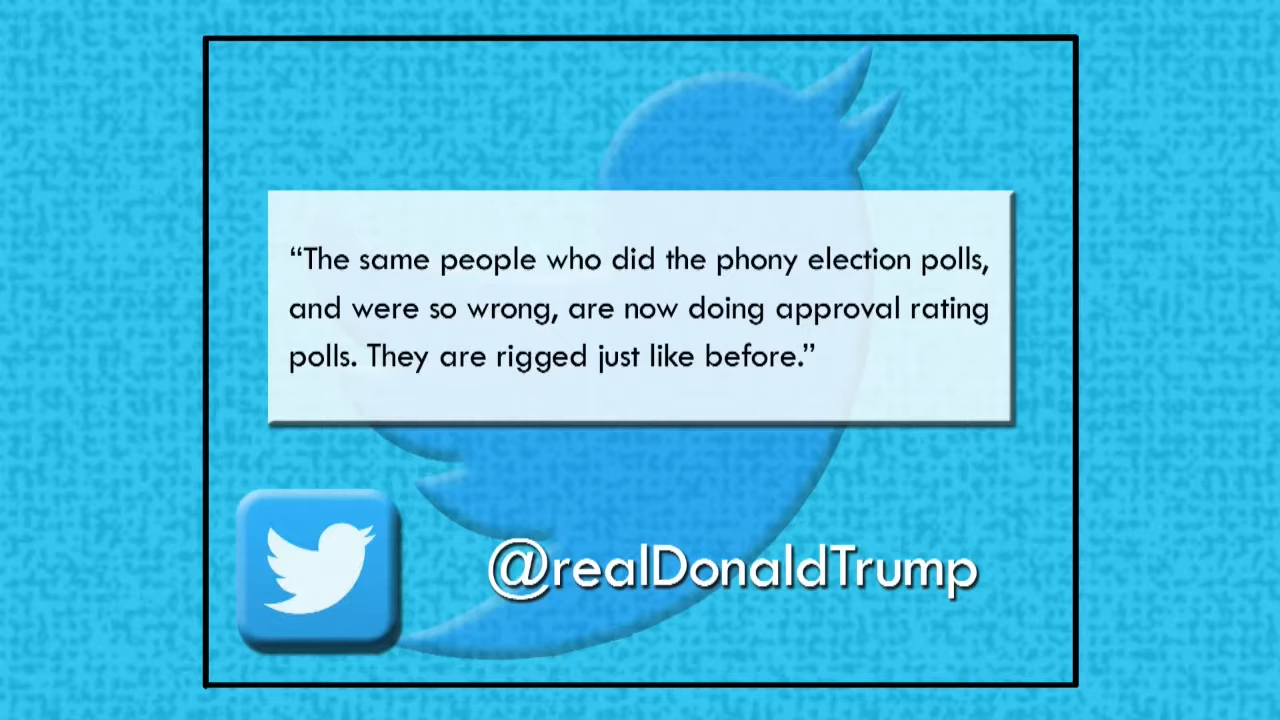 “The same people who did the phony election polls,
and were so wrong, are now doing approval rating
polls. They are rigged just like before.”
@realDonaldTrump